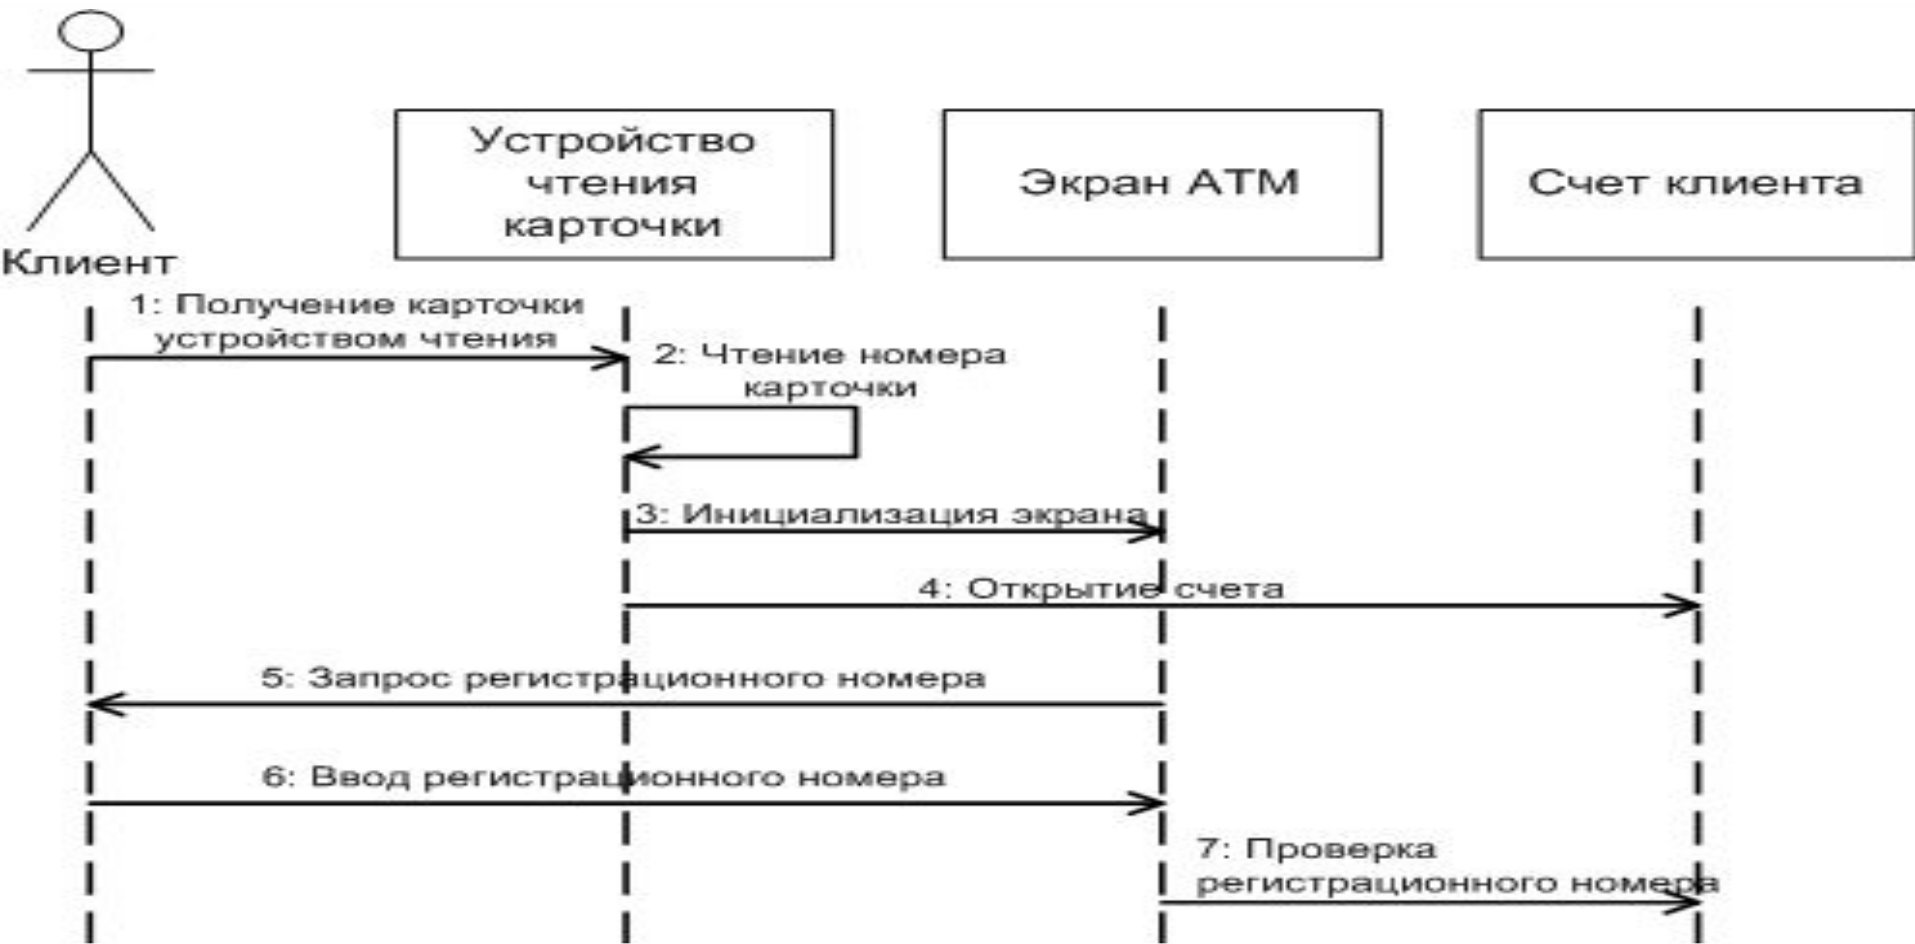 Клиент
Устройство
чтения
карточки
Экран АТМ
Счет клиента
1: Получение карточки
устройством чтения
2: Чтение номера
карточки
3: Инициализация экрана
4: Открытие счета
5: Запрос регистрационного номера
6: Ввод регистрационного номера
7: Проверка
регистрационного номера